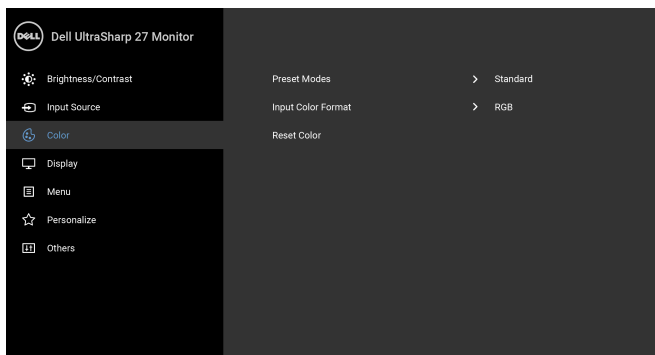 DELL Dell UltraSharp 27 Monitor
Brightness/Contrast
Input Source
Color
Display
Menu
Personalize
Others
Preset Modes > Standard
Input Color Format > RGB
Reset Color